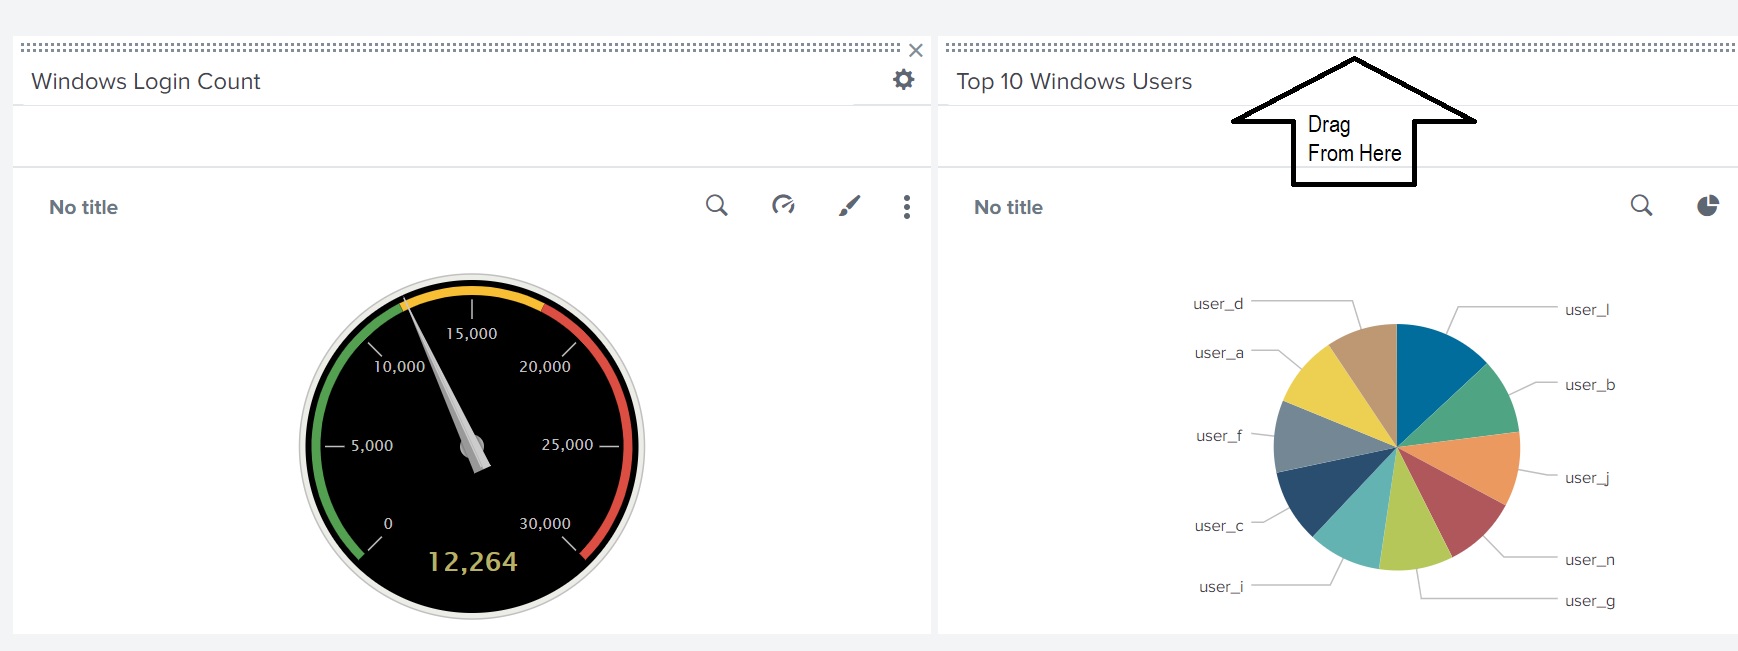 Windows Login Count
Top 10 Windows Users
Drag
From Here
No title
No title
15,000
10,000
20,000
5,000
25,000
0
30,000
12,264
user_d
user_l
user_a
user_b
user_f
user_j
user_c
user_n
user_i
user_g